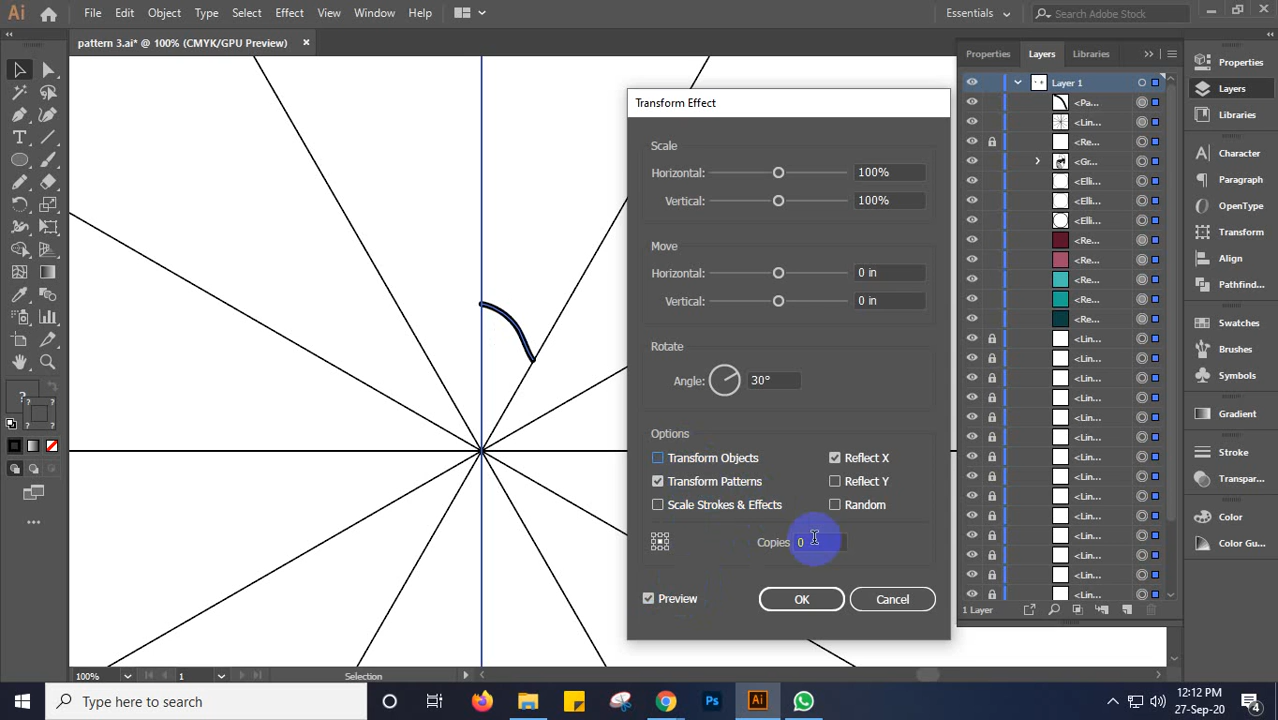 Ai File Edit Object Type Select Effect View Window Help Essentials Search Adobe Stock
pattern 3.ai* @ 100% (CMYK/GPU Preview) ×
Properties Layers Libraries
Layer 1
<Pa...
<Lin...
<Re...
<Gr...
<Elli...
<Elli...
<Elli...
<Re...
<Re...
<Re...
<Re...
<Re...
<Lin...
<Lin...
<Lin...
<Lin...
<Lin...
<Lin...
<Lin...
<Lin...
<Lin...
<Lin...
<Lin...
<Lin...
<Lin...
<Lin...
1 Layer
Properties
Layers
Libraries
Character
Paragraph
OpenType
Transform
Align
Pathfind...
Swatches
Brushes
Symbols
Gradient
Stroke
Transpar...
Color
Color Gu...
Transform Effect
Scale
Horizontal: 100%
Vertical: 100%
Move
Horizontal: 0 in
Vertical: 0 in
Rotate
Angle: 30°
Options
Transform Objects Reflect X
Transform Patterns Reflect Y
Scale Strokes & Effects Random
Copies 0
Preview OK Cancel
?
100% 1 Selection
Type here to search Ps Ai 12:12 PM
27-Sep-20 4